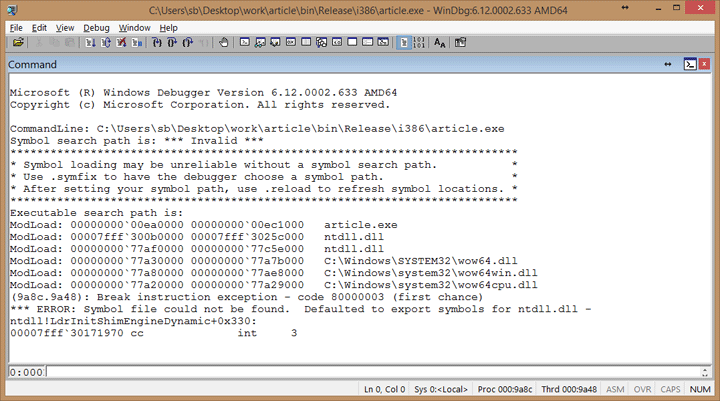 C:\Users\sb\Desktop\work\article\bin\Release\i386\article.exe - WinDbg:6.12.0002.633 AMD64
File Edit View Debug Window Help
Command
Microsoft (R) Windows Debugger Version 6.12.0002.633 AMD64
Copyright (c) Microsoft Corporation. All rights reserved.
CommandLine: C:\Users\sb\Desktop\work\article\bin\Release\i386\article.exe
Symbol search path is: *** Invalid ***
****************************************************************************
* Symbol loading may be unreliable without a symbol search path.           *
* Use .symfix to have the debugger choose a symbol path.                   *
* After setting your symbol path, use .reload to refresh symbol locations. *
****************************************************************************
Executable search path is:
ModLoad: 00000000`00ea0000 00000000`00ec1000   article.exe
ModLoad: 00007fff`300b0000 00007fff`3025c000   ntdll.dll
ModLoad: 00000000`77af0000 00000000`77c5e000   ntdll.dll
ModLoad: 00000000`77a30000 00000000`77a7b000   C:\Windows\SYSTEM32\wow64.dll
ModLoad: 00000000`77a80000 00000000`77ae8000   C:\Windows\system32\wow64win.dll
ModLoad: 00000000`77a20000 00000000`77a29000   C:\Windows\system32\wow64cpu.dll
(9a8c.9a48): Break instruction exception - code 80000003 (first chance)
*** ERROR: Symbol file could not be found.  Defaulted to export symbols for ntdll.dll -
ntdll!LdrInitShimEngineDynamic+0x330:
00007fff`30171970 cc              int     3
0:000
Ln 0, Col 0 Sys 0:<Local> Proc 000:9a8c Thrd 000:9a48 ASM OVR CAPS NUM